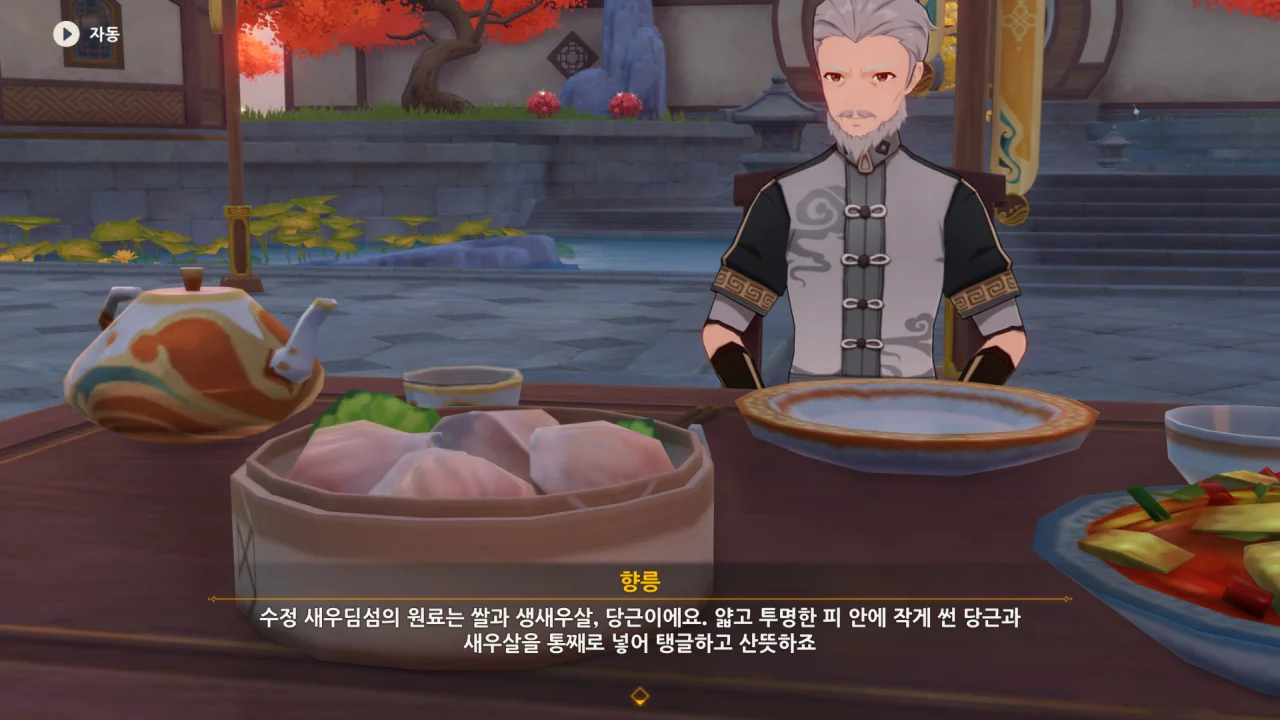 자동
향릉
수정 새우딤섬의 원료는 쌀과 생새우살, 당근이에요. 얇고 투명한 피 안에 작게 썬 당근과
새우살을 통째로 넣어 탱글하고 산뜻하죠